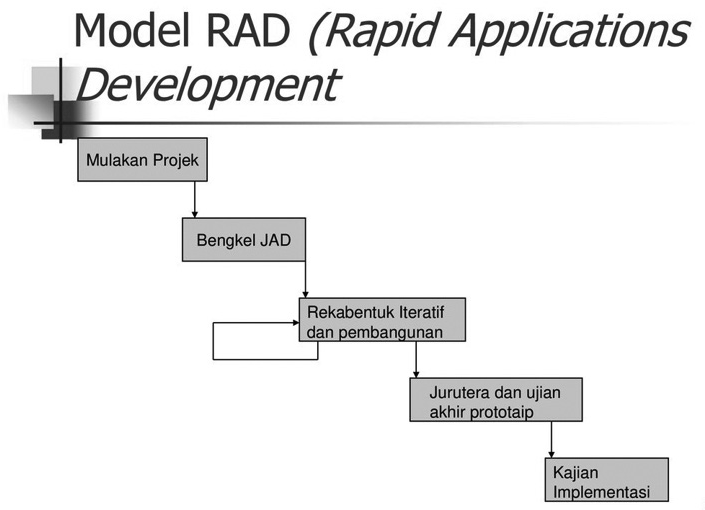 Model RAD (Rapid Applications
Development
Mulakan Projek
Bengkel JAD
Rekabentuk Iteratif
dan pembangunan
Jurutera dan ujian
akhir prototaip
Kajian
Implementasi